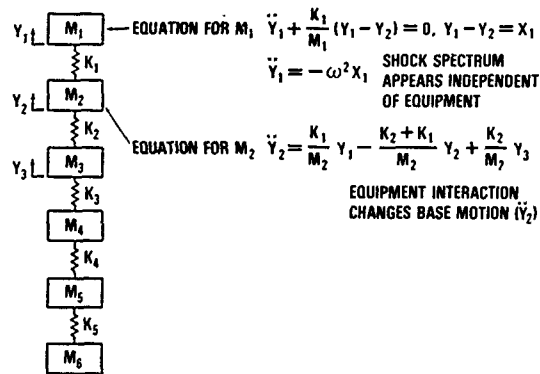 Y₁ M₁ EQUATION FOR M₁ Ÿ₁ + K₁/M₁ (Y₁ – Y₂) = 0, Y₁ – Y₂ = X₁
K₁ Ÿ₁ = –ω² X₁ SHOCK SPECTRUM
APPEARS INDEPENDENT
OF EQUIPMENT
Y₂ M₂
K₂ EQUATION FOR M₂ Ÿ₂ = K₁/M₂ Y₁ – K₂ + K₁/M₂ Y₂ + K₂/M₂ Y₃
Y₃ M₃
K₃ EQUIPMENT INTERACTION
CHANGES BASE MOTION (Ÿ₂)
M₄
K₄
M₅
K₅
M₆